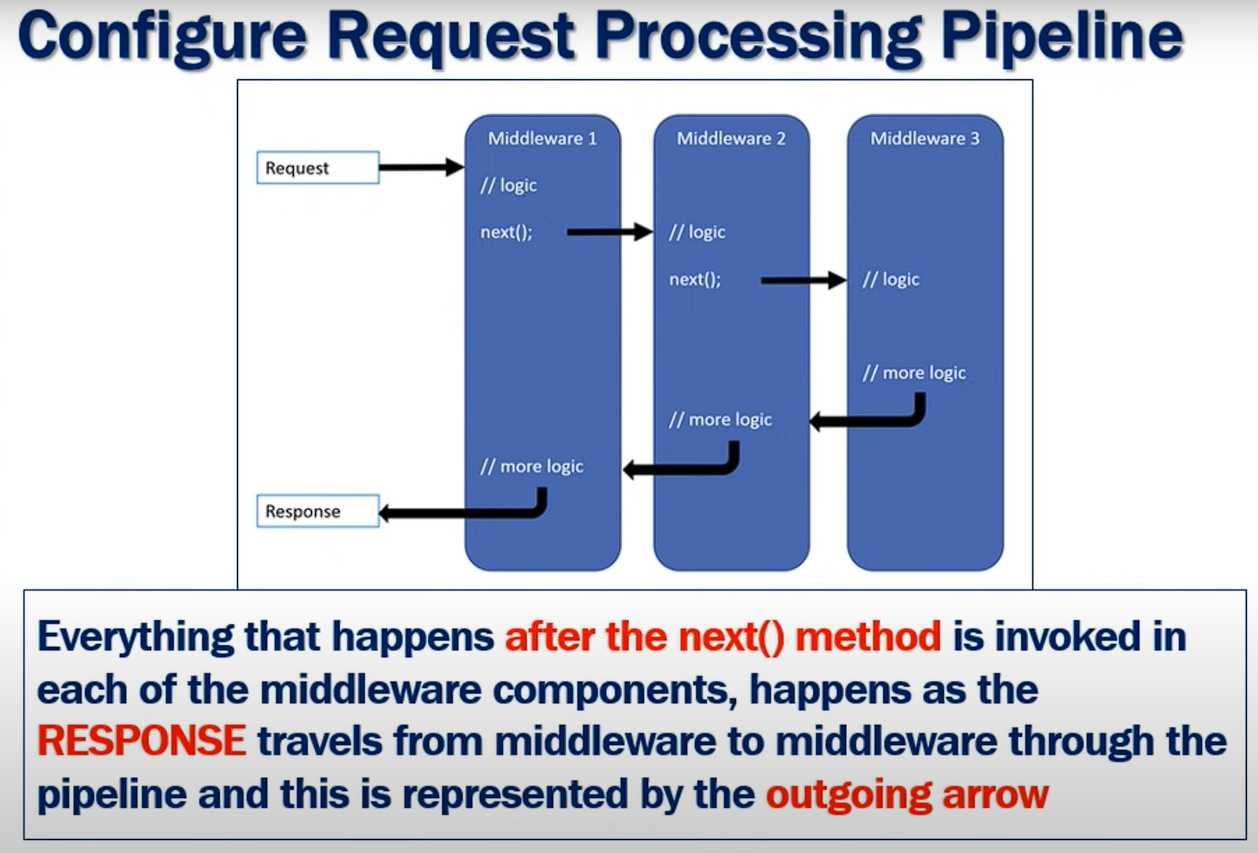 Configure Request Processing Pipeline
Middleware 1
Middleware 2
Middleware 3
Request
// logic
next();
// logic
next();
// logic
// more logic
// more logic
// more logic
Response
Everything that happens after the next() method is invoked in
each of the middleware components, happens as the
RESPONSE travels from middleware to middleware through the
pipeline and this is represented by the outgoing arrow